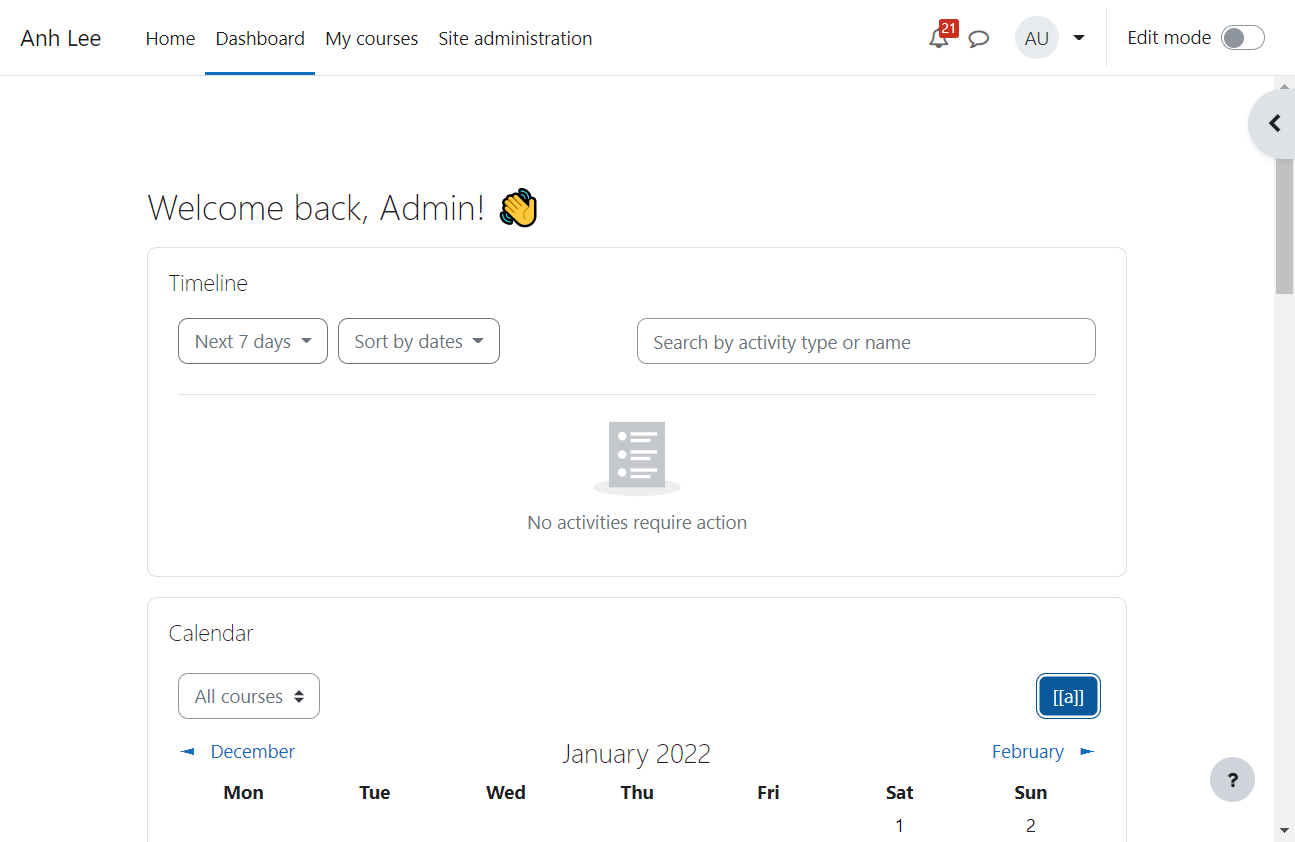 Anh Lee Home Dashboard My courses Site administration 21 AU Edit mode
Welcome back, Admin! 👋
Timeline
Next 7 days Sort by dates Search by activity type or name
No activities require action
Calendar
All courses [[a]]
◄ December January 2022 February ►
Mon Tue Wed Thu Fri Sat Sun
1 2
?